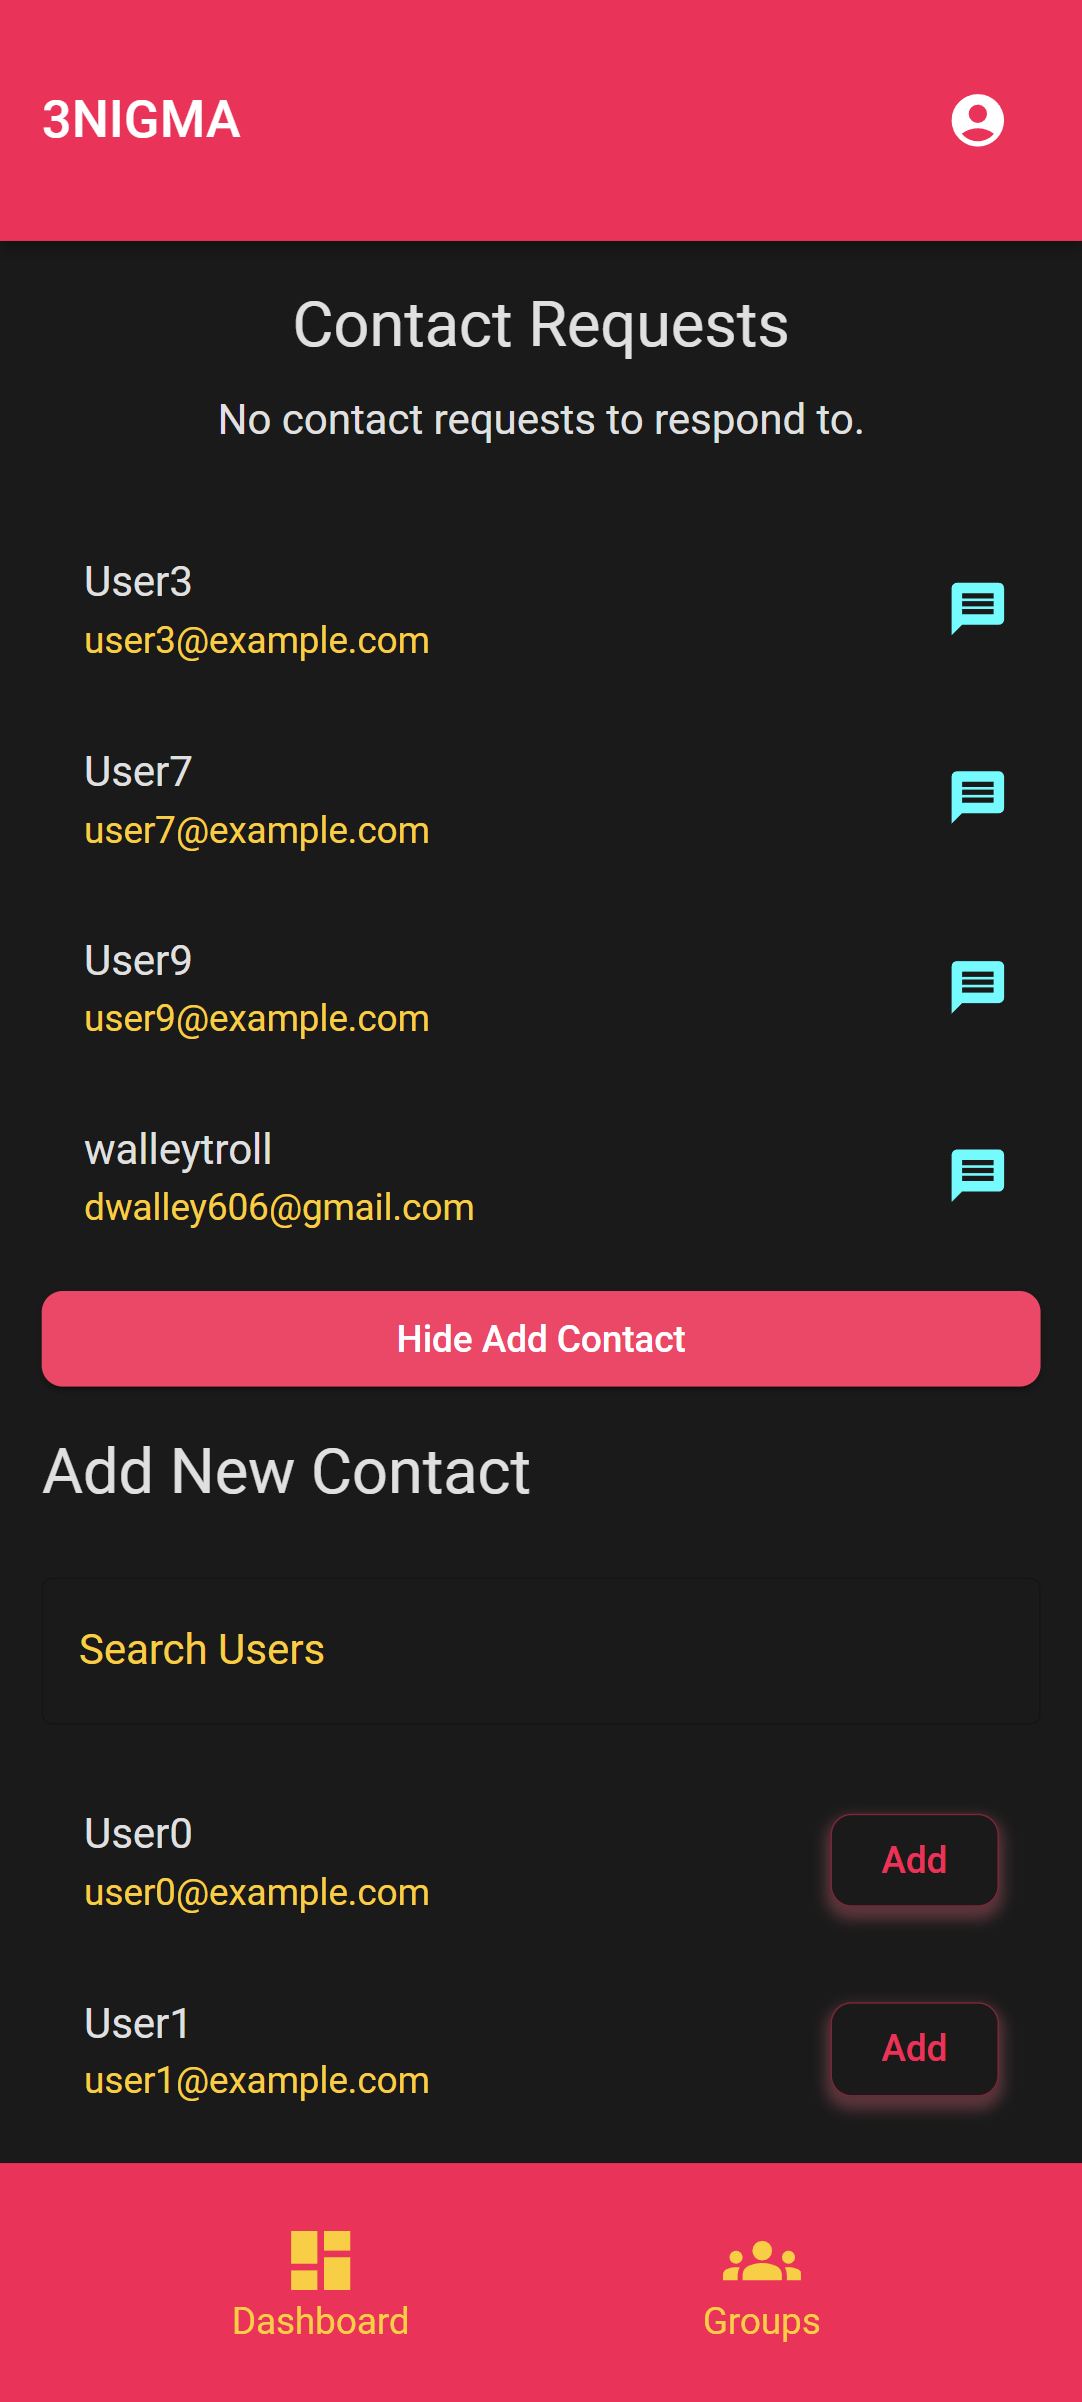 3NIGMA
Contact Requests
No contact requests to respond to.
User3
user3@example.com
User7
user7@example.com
User9
user9@example.com
walleytroll
dwalley606@gmail.com
Hide Add Contact
Add New Contact
Search Users
User0
user0@example.com
Add
User1
user1@example.com
Add
Dashboard
Groups